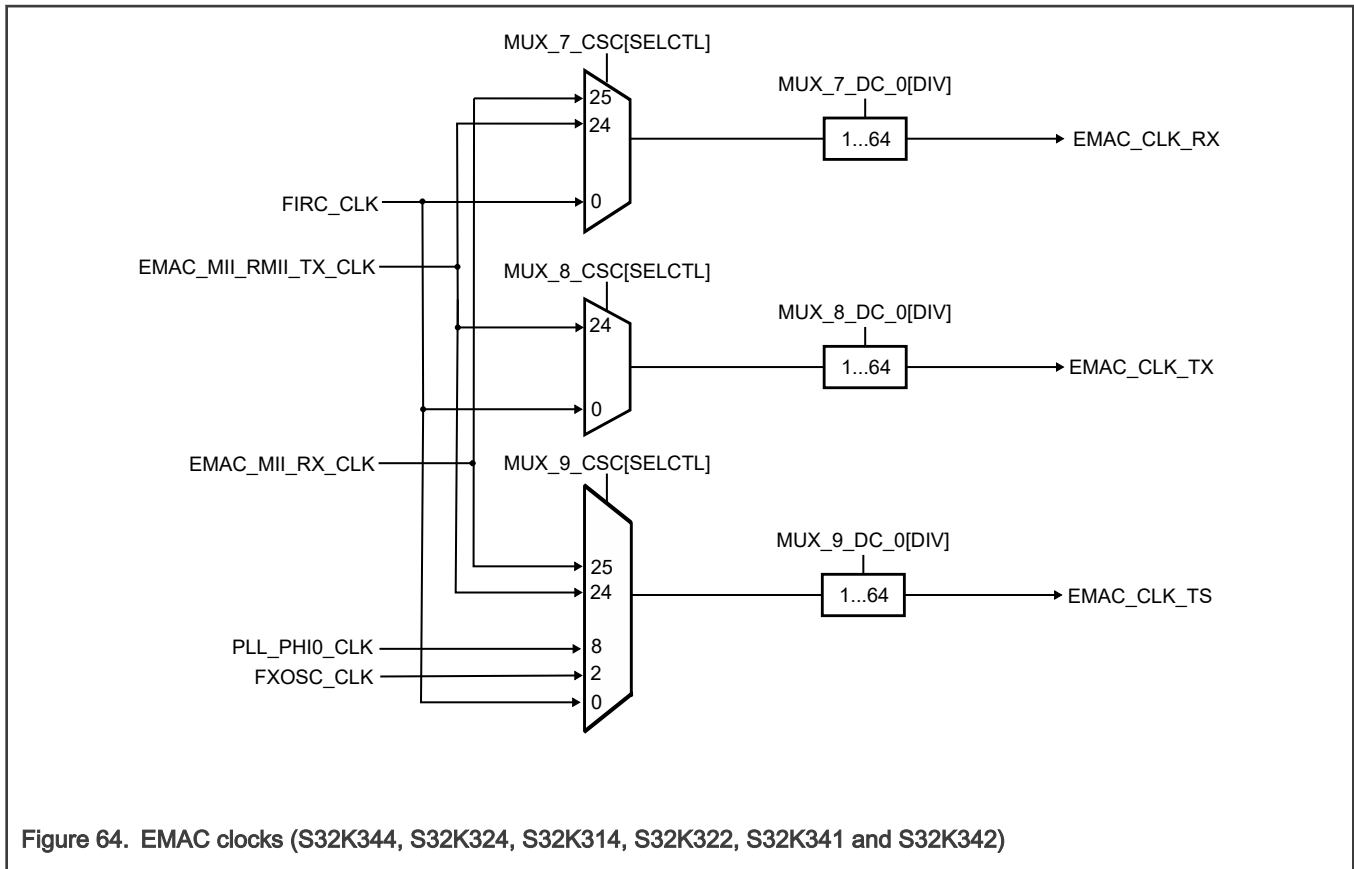 MUX_7_CSC[SELCTL]
25
24
0
MUX_7_DC_0[DIV]
1...64
EMAC_CLK_RX
FIRC_CLK
EMAC_MII_RMII_TX_CLK
MUX_8_CSC[SELCTL]
24
0
MUX_8_DC_0[DIV]
1...64
EMAC_CLK_TX
EMAC_MII_RX_CLK
MUX_9_CSC[SELCTL]
25
24
8
2
0
MUX_9_DC_0[DIV]
1...64
EMAC_CLK_TS
PLL_PHI0_CLK
FXOSC_CLK
Figure 64. EMAC clocks (S32K344, S32K324, S32K314, S32K322, S32K341 and S32K342)